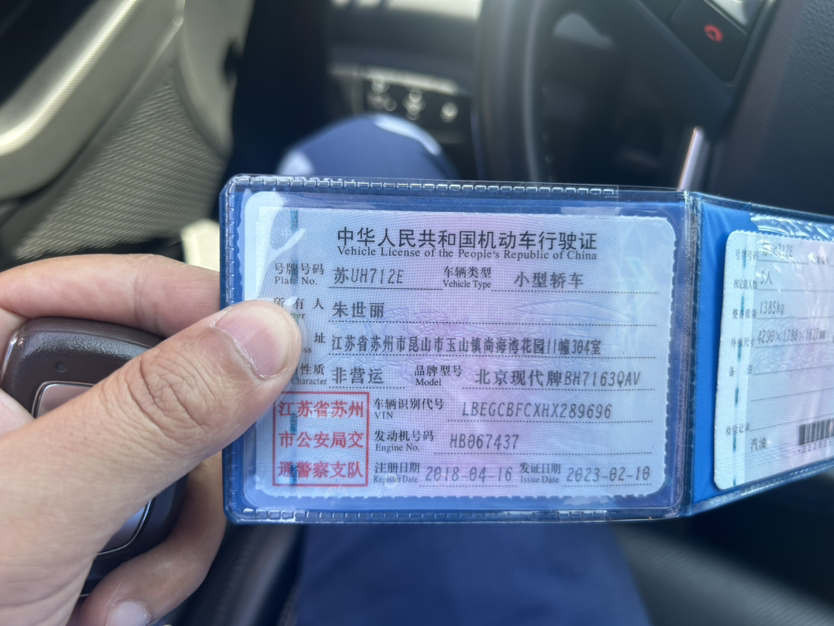 中华人民共和国机动车行驶证
Vehicle License of the People's Republic of China
号牌号码 苏UH712E 车辆类型 小型轿车
Plate No. Vehicle Type
所有人 朱世丽
址 江苏省苏州市昆山市玉山镇尚海湾花园11幢304室
性质 非营运 品牌型号 北京现代牌BH7163QAV
Character Model
江苏省苏州
市公安局交
通警察支队
车辆识别代号 LBEGCBFCXHX289696
VIN
发动机号码 HB067437
Engine No.
注册日期 2018-04-16 发证日期 2023-02-10
Register Date Issue Date
5人
1385kg
汽油